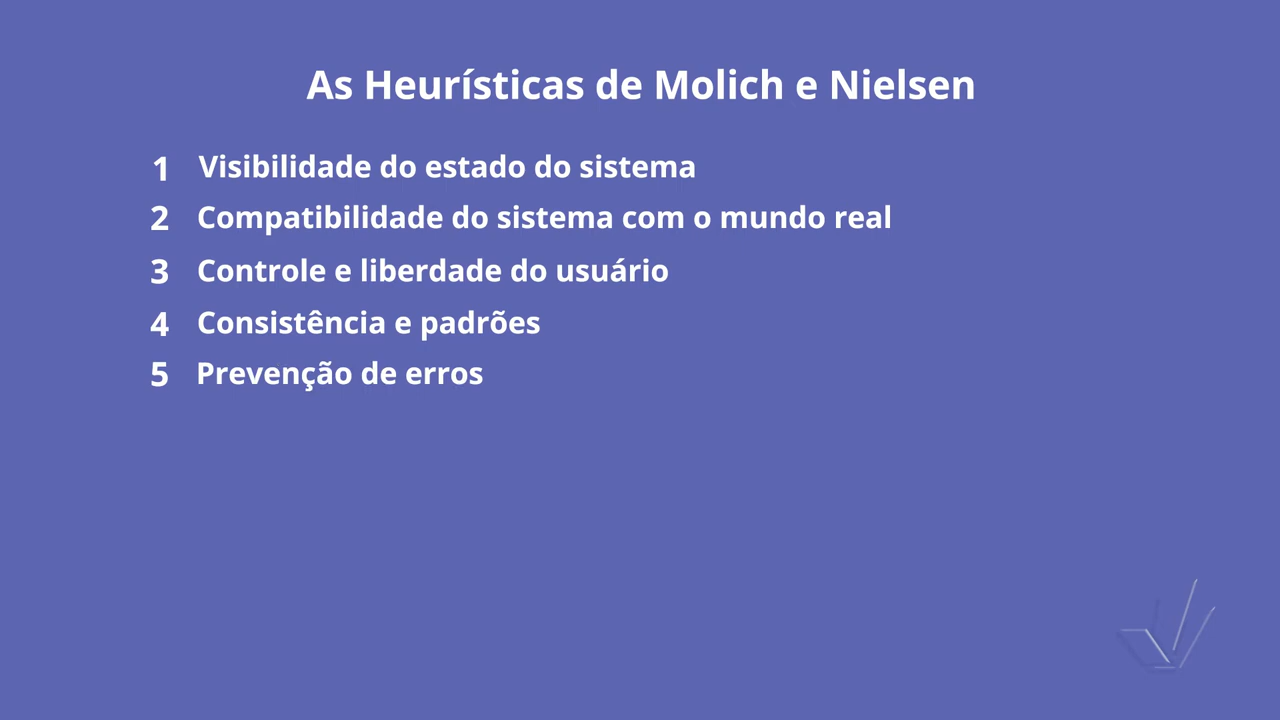 As Heurísticas de Molich e Nielsen
1 Visibilidade do estado do sistema
2 Compatibilidade do sistema com o mundo real
3 Controle e liberdade do usuário
4 Consistência e padrões
5 Prevenção de erros